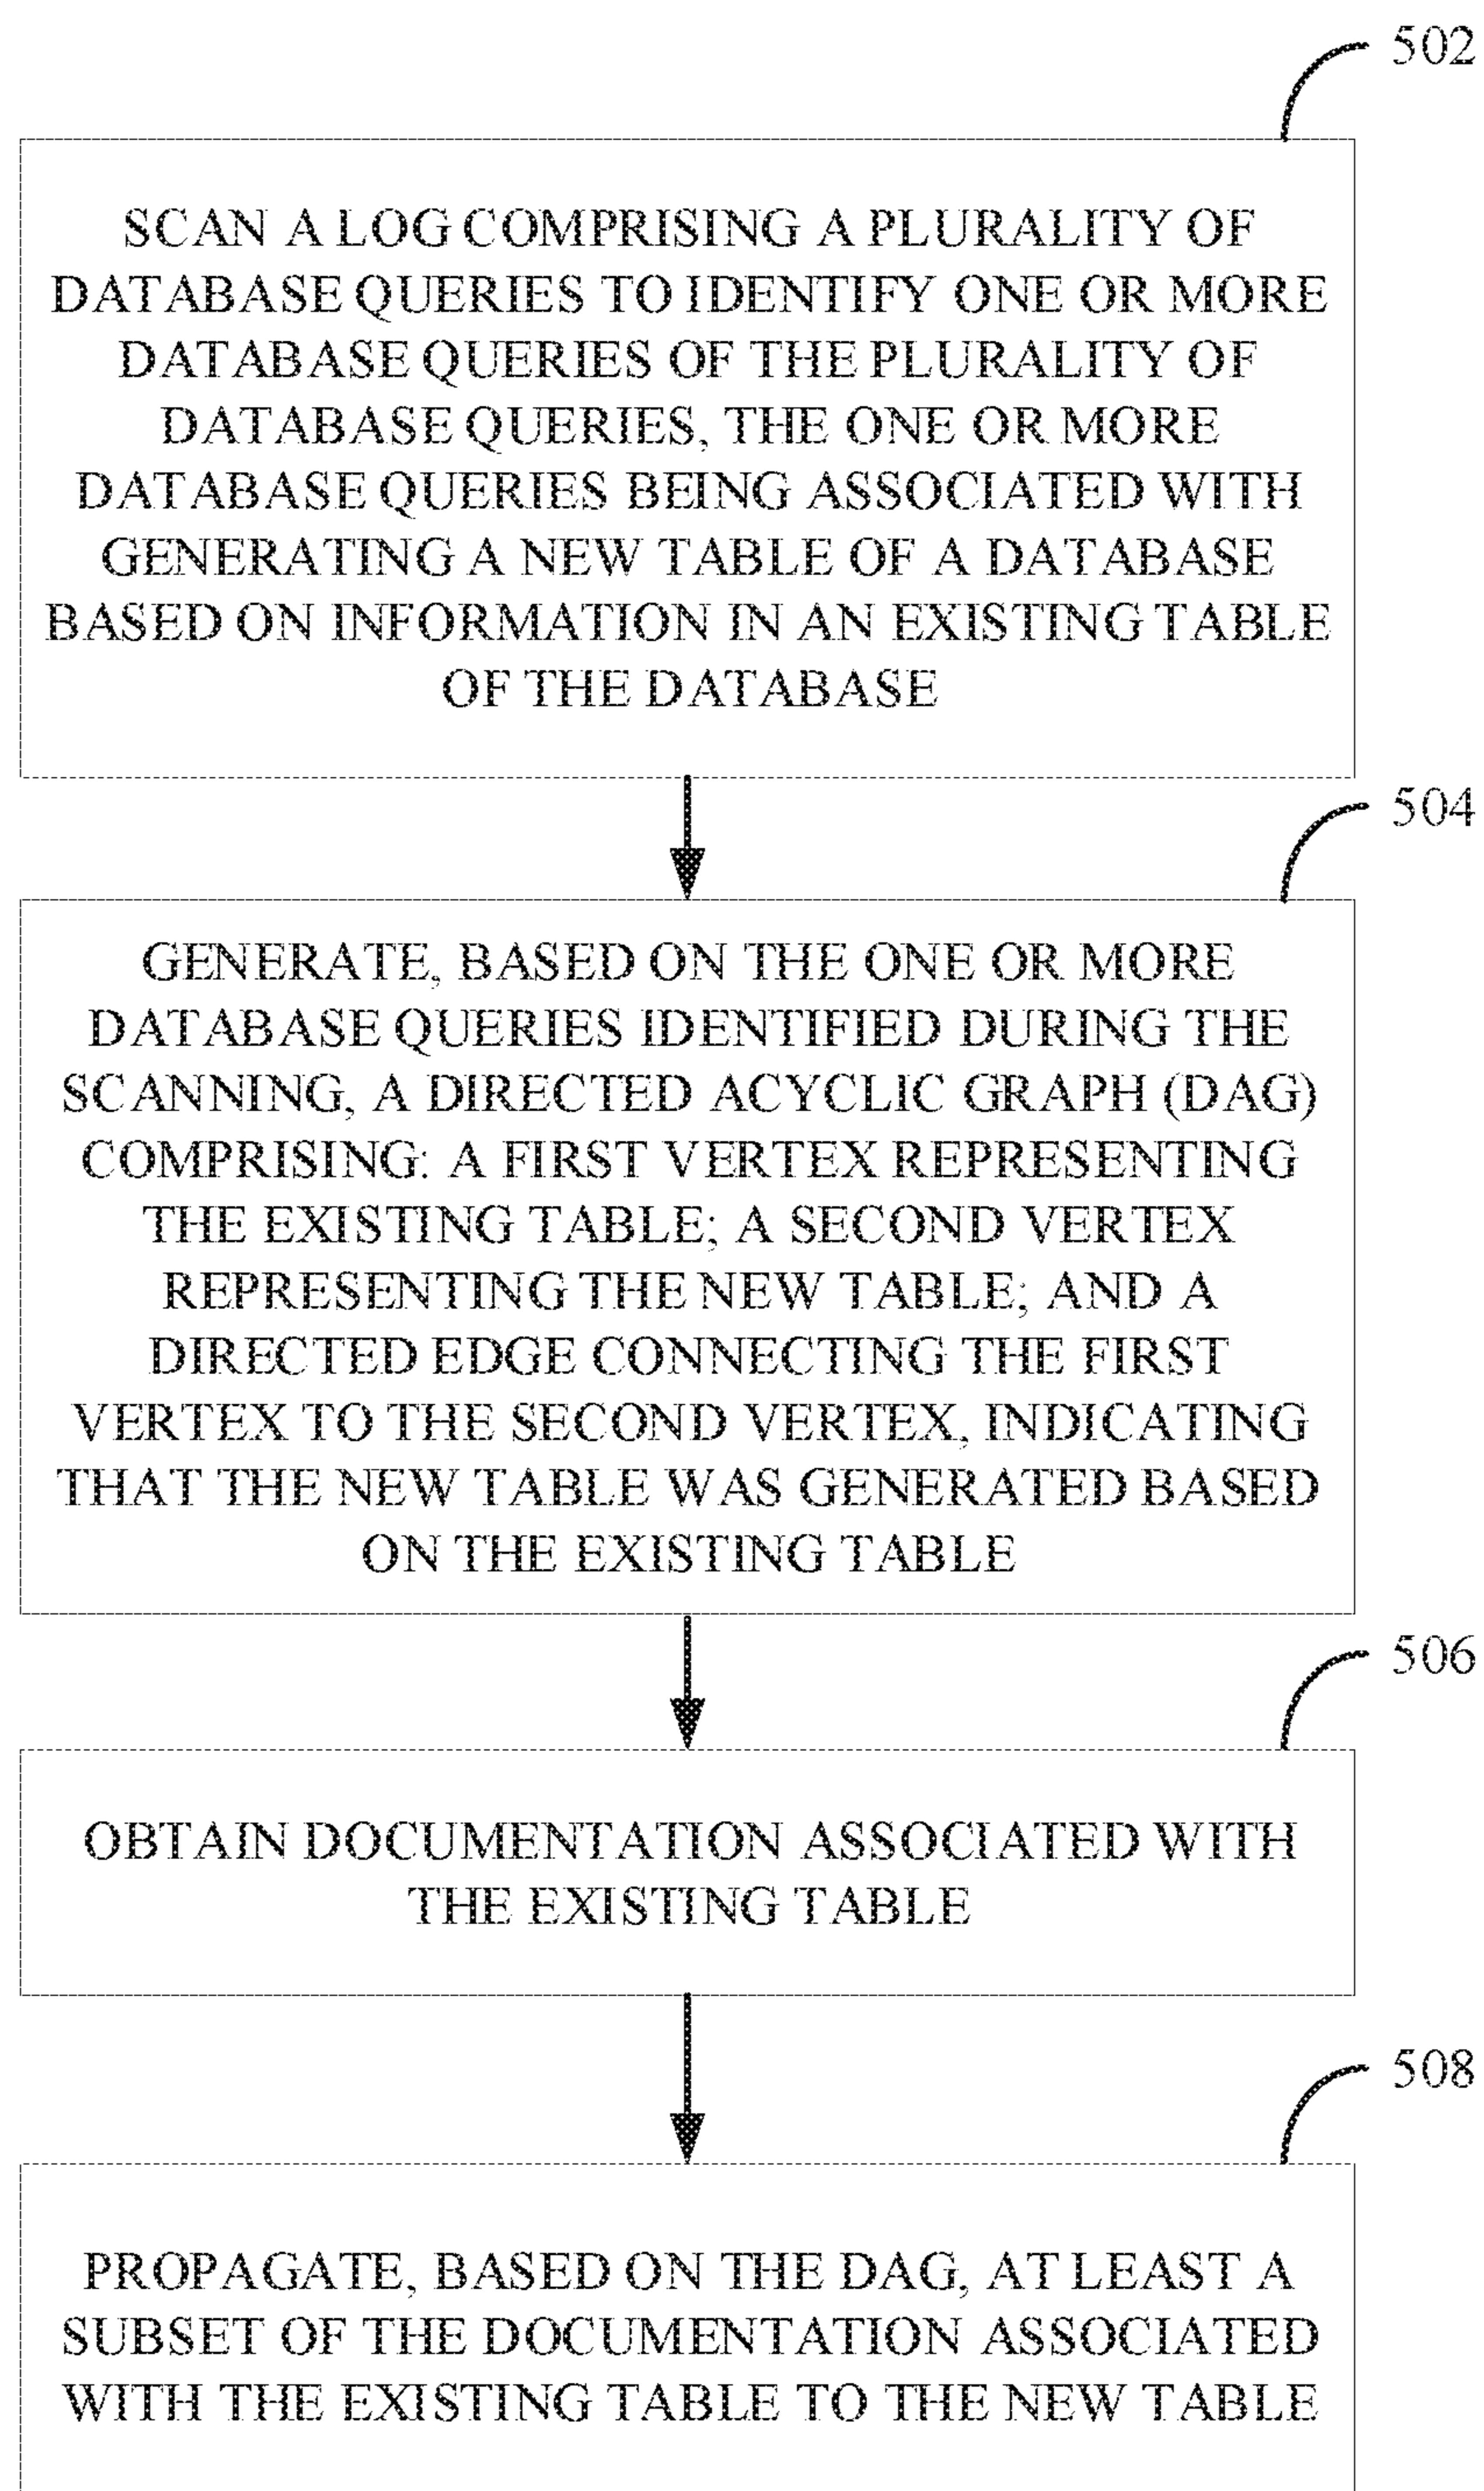 502
SCAN A LOG COMPRISING A PLURALITY OF
DATABASE QUERIES TO IDENTIFY ONE OR MORE
DATABASE QUERIES OF THE PLURALITY OF
DATABASE QUERIES, THE ONE OR MORE
DATABASE QUERIES BEING ASSOCIATED WITH
GENERATING A NEW TABLE OF A DATABASE
BASED ON INFORMATION IN AN EXISTING TABLE
OF THE DATABASE
504
GENERATE, BASED ON THE ONE OR MORE
DATABASE QUERIES IDENTIFIED DURING THE
SCANNING, A DIRECTED ACYCLIC GRAPH (DAG)
COMPRISING: A FIRST VERTEX REPRESENTING
THE EXISTING TABLE; A SECOND VERTEX
REPRESENTING THE NEW TABLE; AND A
DIRECTED EDGE CONNECTING THE FIRST
VERTEX TO THE SECOND VERTEX, INDICATING
THAT THE NEW TABLE WAS GENERATED BASED
ON THE EXISTING TABLE
506
OBTAIN DOCUMENTATION ASSOCIATED WITH
THE EXISTING TABLE
508
PROPAGATE, BASED ON THE DAG, AT LEAST A
SUBSET OF THE DOCUMENTATION ASSOCIATED
WITH THE EXISTING TABLE TO THE NEW TABLE